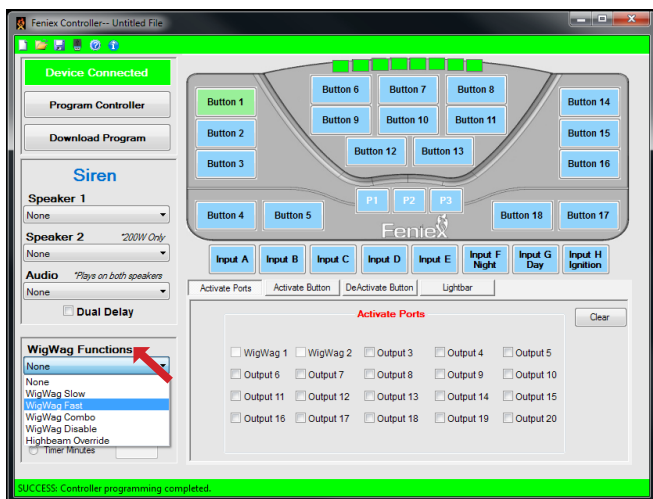 Feniex Controller-- Untitled File
Device Connected
Program Controller
Download Program
Siren
Speaker 1
None
Speaker 2 *200W Only
None
Audio *Plays on both speakers
None
Dual Delay
WigWag Functions
None
None
WigWag Slow
WigWag Fast
WigWag Combo
WigWag Disable
Highbeam Override
Timer Minutes
Button 6 Button 7 Button 8
Button 1 Button 14
Button 9 Button 10 Button 11
Button 2 Button 15
Button 12 Button 13
Button 3 Button 16
P1 P2 P3
Button 4 Button 5 Button 18 Button 17
Feniex
Input A Input B Input C Input D Input E Input F Night Input G Day Input H Ignition
Activate Ports Activate Button DeActivate Button Lightbar
Activate Ports
Clear
WigWag 1 WigWag 2 Output 3 Output 4 Output 5
Output 6 Output 7 Output 8 Output 9 Output 10
Output 11 Output 12 Output 13 Output 14 Output 15
Output 16 Output 17 Output 18 Output 19 Output 20
SUCCESS: Controller programming completed.